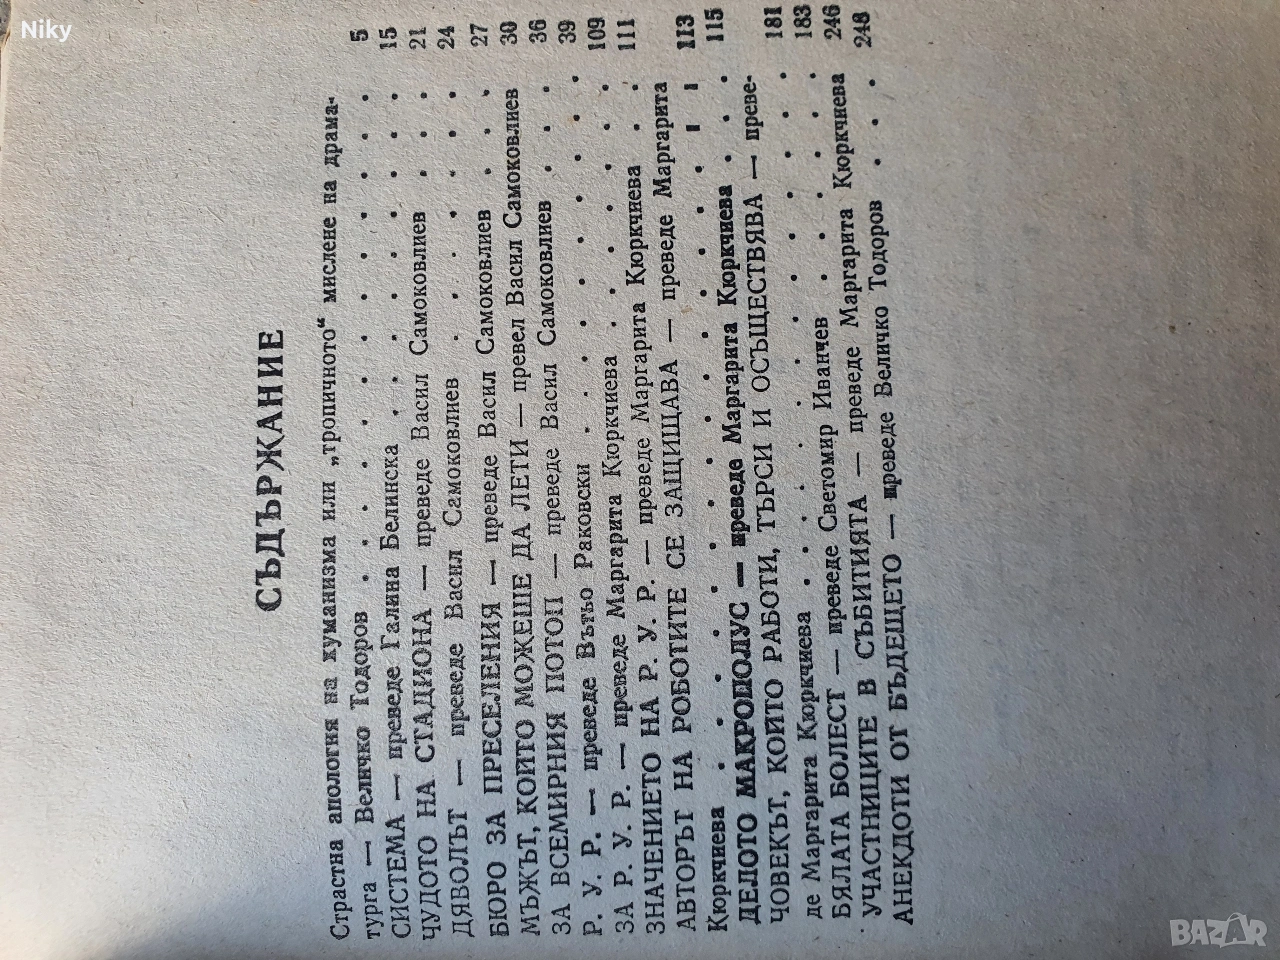 Niky
СЪДЪРЖАНИЕ
Страстна апология на хуманизма или „тропичното“ мислене на драма-
турга — Величко Тодоров . . . . . . . . . . . . 5
СИСТЕМА — преведе Галина Белинска . . . . . . . . 15
ЧУДОТО НА СТАДИОНА — преведе Васил Самоковлиев . . . . 21
ДЯВОЛЪТ — преведе Васил Самоковлиев . . . . . . 24
БЮРО ЗА ПРЕСЕЛЕНИЯ — преведе Васил Самоковлиев . . . 27
МЪЖЪТ, КОЙТО МОЖЕШЕ ДА ЛЕТИ — превел Васил Самоковлиев 30
ЗА ВСЕМИРНИЯ ПОТОП — преведе Васил Самоковлиев . . . 36
Р. У. Р. — преведе Вътьо Раковски . . . . . . . . 39
ЗА Р. У. Р. — преведе Маргарита Кюркчиева . . . . . . 109
ЗНАЧЕНИЕТО НА Р. У. Р. — преведе Маргарита Кюркчиева . . 111
АВТОРЪТ НА РОБОТИТЕ СЕ ЗАЩИЩАВА — преведе Маргарита
Кюркчиева . . . . . . . . . . . . . . 113
ДЕЛОТО МАКРОПУЛУС — преведе Маргарита Кюркчиева . . . 115
ЧОВЕКЪТ, КОЙТО РАБОТИ, ТЪРСИ И ОСЪЩЕСТВЯВА — преве-
де Маргарита Кюркчиева . . . . . . . . . . . 181
БЯЛАТА БОЛЕСТ — преведе Светомир Иванчев . . . . . 183
УЧАСТНИЦИТЕ В СЪБИТИЯТА — преведе Маргарита Кюркчиева 246
АНЕКДОТИ ОТ БЪДЕЩЕТО — преведе Величко Тодоров . . . 248
BAZAR